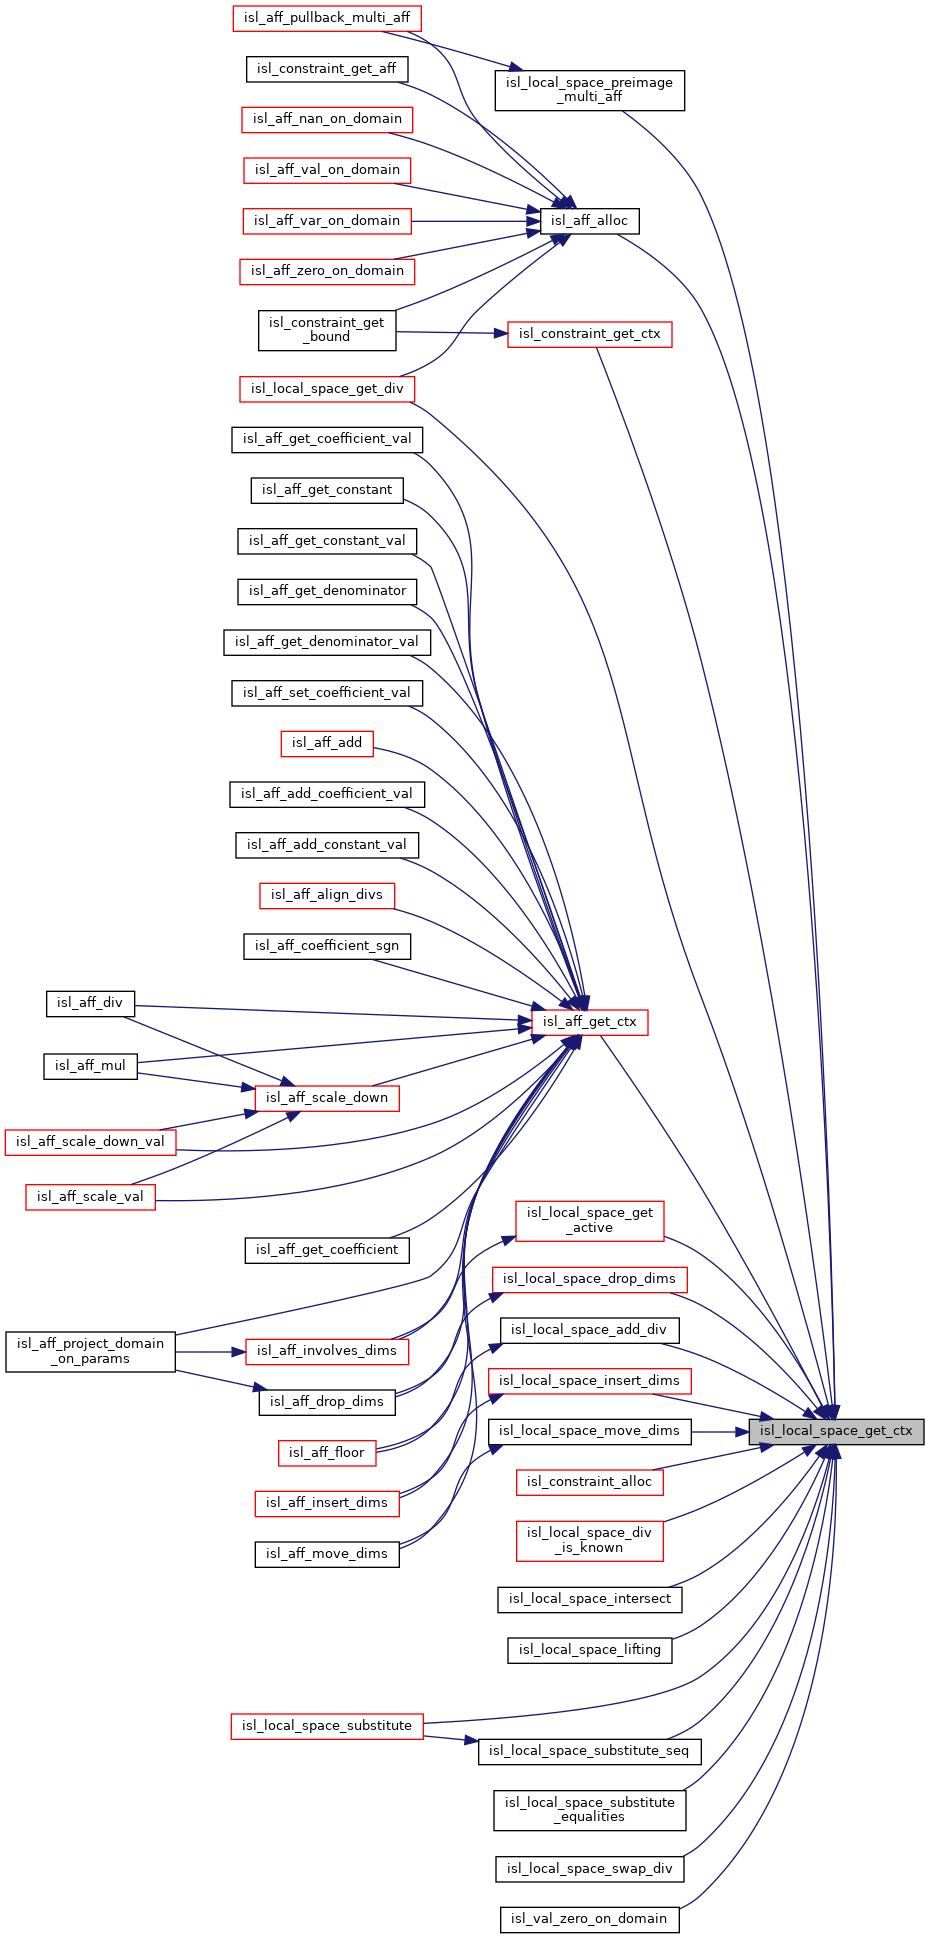 isl_aff_pullback_multi_aff
isl_constraint_get_aff
isl_local_space_preimage
_multi_aff
isl_aff_nan_on_domain
isl_aff_val_on_domain
isl_aff_var_on_domain
isl_aff_alloc
isl_aff_zero_on_domain
isl_constraint_get
_bound
isl_constraint_get_ctx
isl_local_space_get_div
isl_aff_get_coefficient_val
isl_aff_get_constant
isl_aff_get_constant_val
isl_aff_get_denominator
isl_aff_get_denominator_val
isl_aff_set_coefficient_val
isl_aff_add
isl_aff_add_coefficient_val
isl_aff_add_constant_val
isl_aff_align_divs
isl_aff_coefficient_sgn
isl_aff_div
isl_aff_get_ctx
isl_aff_mul
isl_aff_scale_down
isl_aff_scale_down_val
isl_aff_scale_val
isl_local_space_get
_active
isl_aff_get_coefficient
isl_local_space_drop_dims
isl_local_space_add_div
isl_aff_project_domain
_on_params
isl_aff_involves_dims
isl_local_space_insert_dims
isl_aff_drop_dims
isl_local_space_move_dims
isl_local_space_get_ctx
isl_aff_floor
isl_constraint_alloc
isl_aff_insert_dims
isl_local_space_div
_is_known
isl_aff_move_dims
isl_local_space_intersect
isl_local_space_lifting
isl_local_space_substitute
isl_local_space_substitute_seq
isl_local_space_substitute
_equalities
isl_local_space_swap_div
isl_val_zero_on_domain